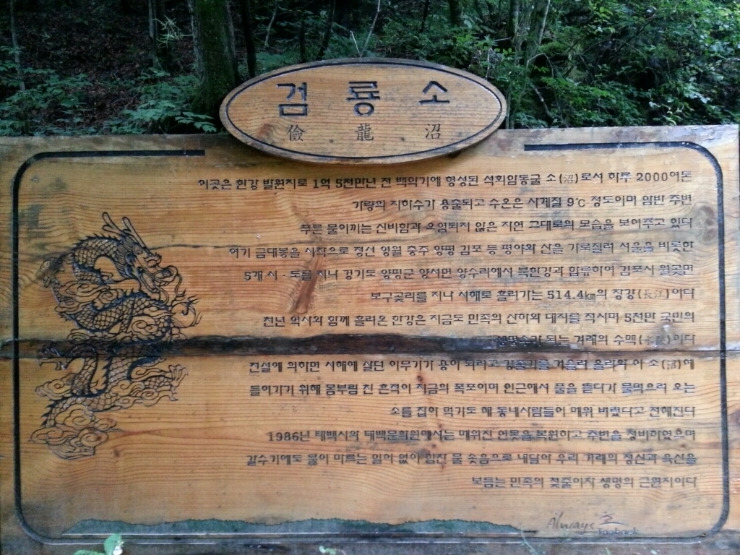 검룡소
儉龍沼
이곳은 한강 발원지로 1억 5천만년 전 백악기에 형성된 석회암동굴 소(沼)로서 하루 2000여톤
가량의 지하수가 용출되고 수온은 사계절 9℃ 정도이며 암반 주변
푸른 물이끼는 신비함과 오염되지 않은 자연 그대로의 모습을 보여주고 있다
여기 금대봉을 시작으로 정선 영월 충주 양평 김포 등 평야와 산을 가로질러 서울을 비롯한
5개 시·도를 지나 경기도 양평군 양서면 양수리에서 북한강과 합류하여 김포시 월곶면
보구곶리를 지나 서해로 흘러가는 514.4km의 장강(長江)이다
천년 역사와 함께 흘러온 한강은 지금도 민족의 산하와 대지를 적시며 5천만 국민의
생명수가 되는 겨레의 수맥(水脈)이다
전설에 의하면 서해에 살던 이무기가 용이 되려고 강줄기를 거슬러 올라와 이 소(沼)에
들어가기 위해 몸부림 친 흔적이 지금의 폭포이며 인근에서 풀을 뜯다가 물먹으러 오는
소를 잡아 먹기도 해 동네사람들이 메워 버렸다고 전해진다
1986년 태백시와 태백문화원에서는 메워진 연못을 복원하고 주변을 정비하였으며
갈수기에도 물이 마르는 일이 없이 힘찬 물 솟음으로 내달아 우리 겨레의 정신과 육신을
보듬는 민족의 젖줄이자 생명의 근원지이다
Always
Taebaek